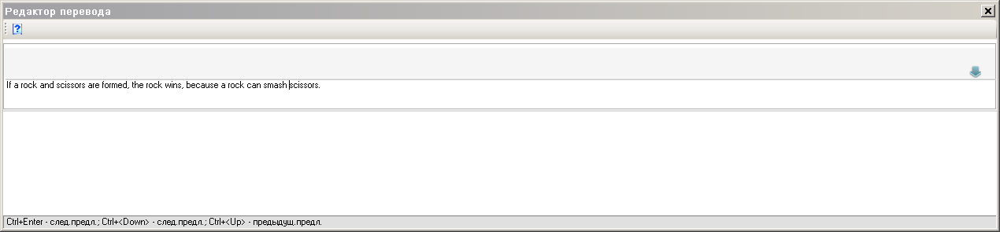 Редактор перевода
If a rock and scissors are formed, the rock wins, because a rock can smash scissors.
Ctrl+Enter - след.предл.; Ctrl+<Down> - след.предл.; Ctrl+<Up> - предыдущ.предл.